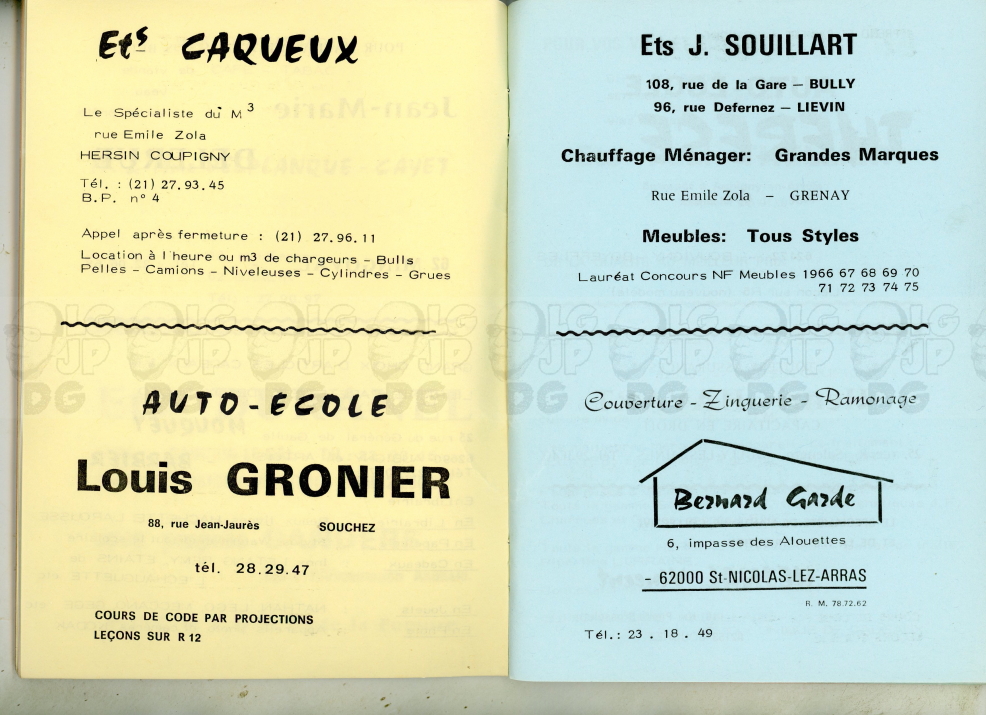 Ets CAQUEUX
Le Spécialiste du M3
rue Emile Zola
HERSIN COUPIGNY
Tél. : (21) 27.93.45
B.P. n° 4
Appel après fermeture : (21) 27.96.11
Location à l'heure ou m3 de chargeurs - Bulls
Pelles - Camions - Niveleuses - Cylindres - Grues
AUTO-ECOLE
Louis GRONIER
88, rue Jean-Jaurès SOUCHEZ
tél. 28.29.47
COURS DE CODE PAR PROJECTIONS
LEÇONS SUR R 12
Ets J. SOUILLART
108, rue de la Gare – BULLY
96, rue Defernez – LIEVIN
Chauffage Ménager: Grandes Marques
Rue Emile Zola – GRENAY
Meubles: Tous Styles
Lauréat Concours NF Meubles 1966 67 68 69 70
71 72 73 74 75
Couverture - Zinguerie - Ramonage
Bernard Garde
6, impasse des Alouettes
- 62000 St-NICOLAS-LEZ-ARRAS
R. M. 78.72.62
Tél.: 23 . 18 . 49